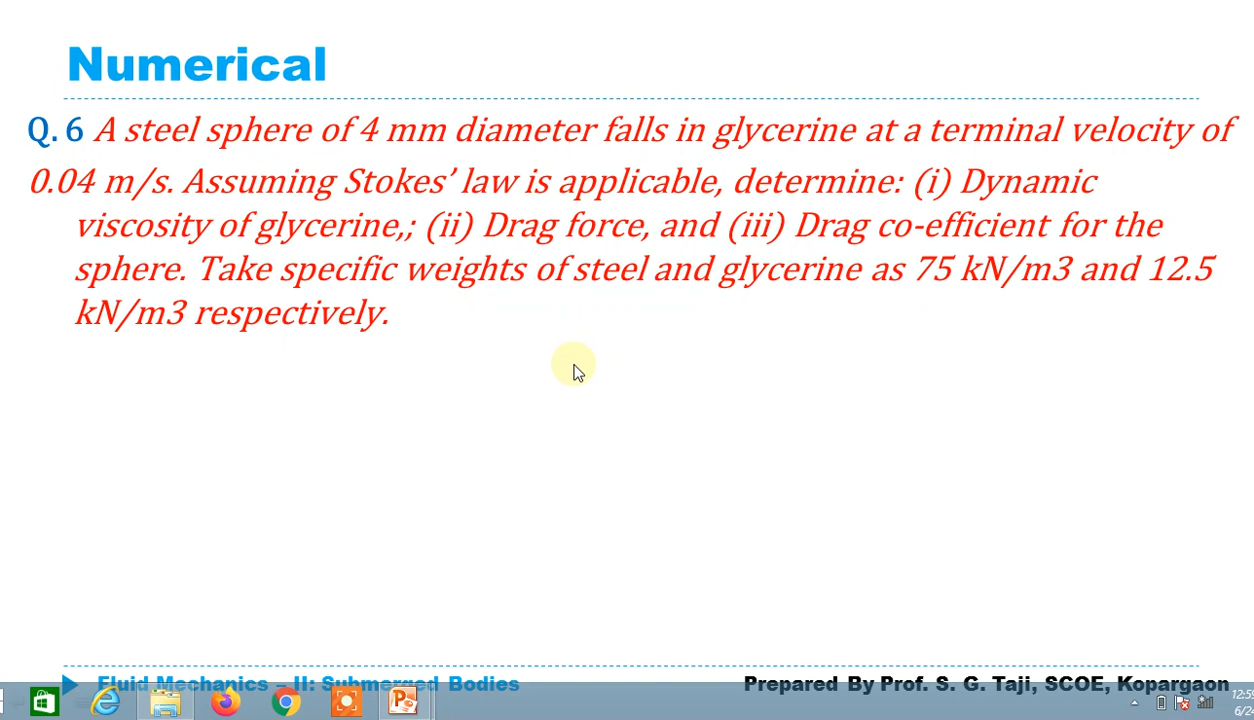 Numerical
Q. 6 A steel sphere of 4 mm diameter falls in glycerine at a terminal velocity of
0.04 m/s. Assuming Stokes’ law is applicable, determine: (i) Dynamic
viscosity of glycerine,; (ii) Drag force, and (iii) Drag co-efficient for the
sphere. Take specific weights of steel and glycerine as 75 kN/m3 and 12.5
kN/m3 respectively.
Fluid Mechanics – II: Submerged Bodies
Prepared By Prof. S. G. Taji, SCOE, Kopargaon